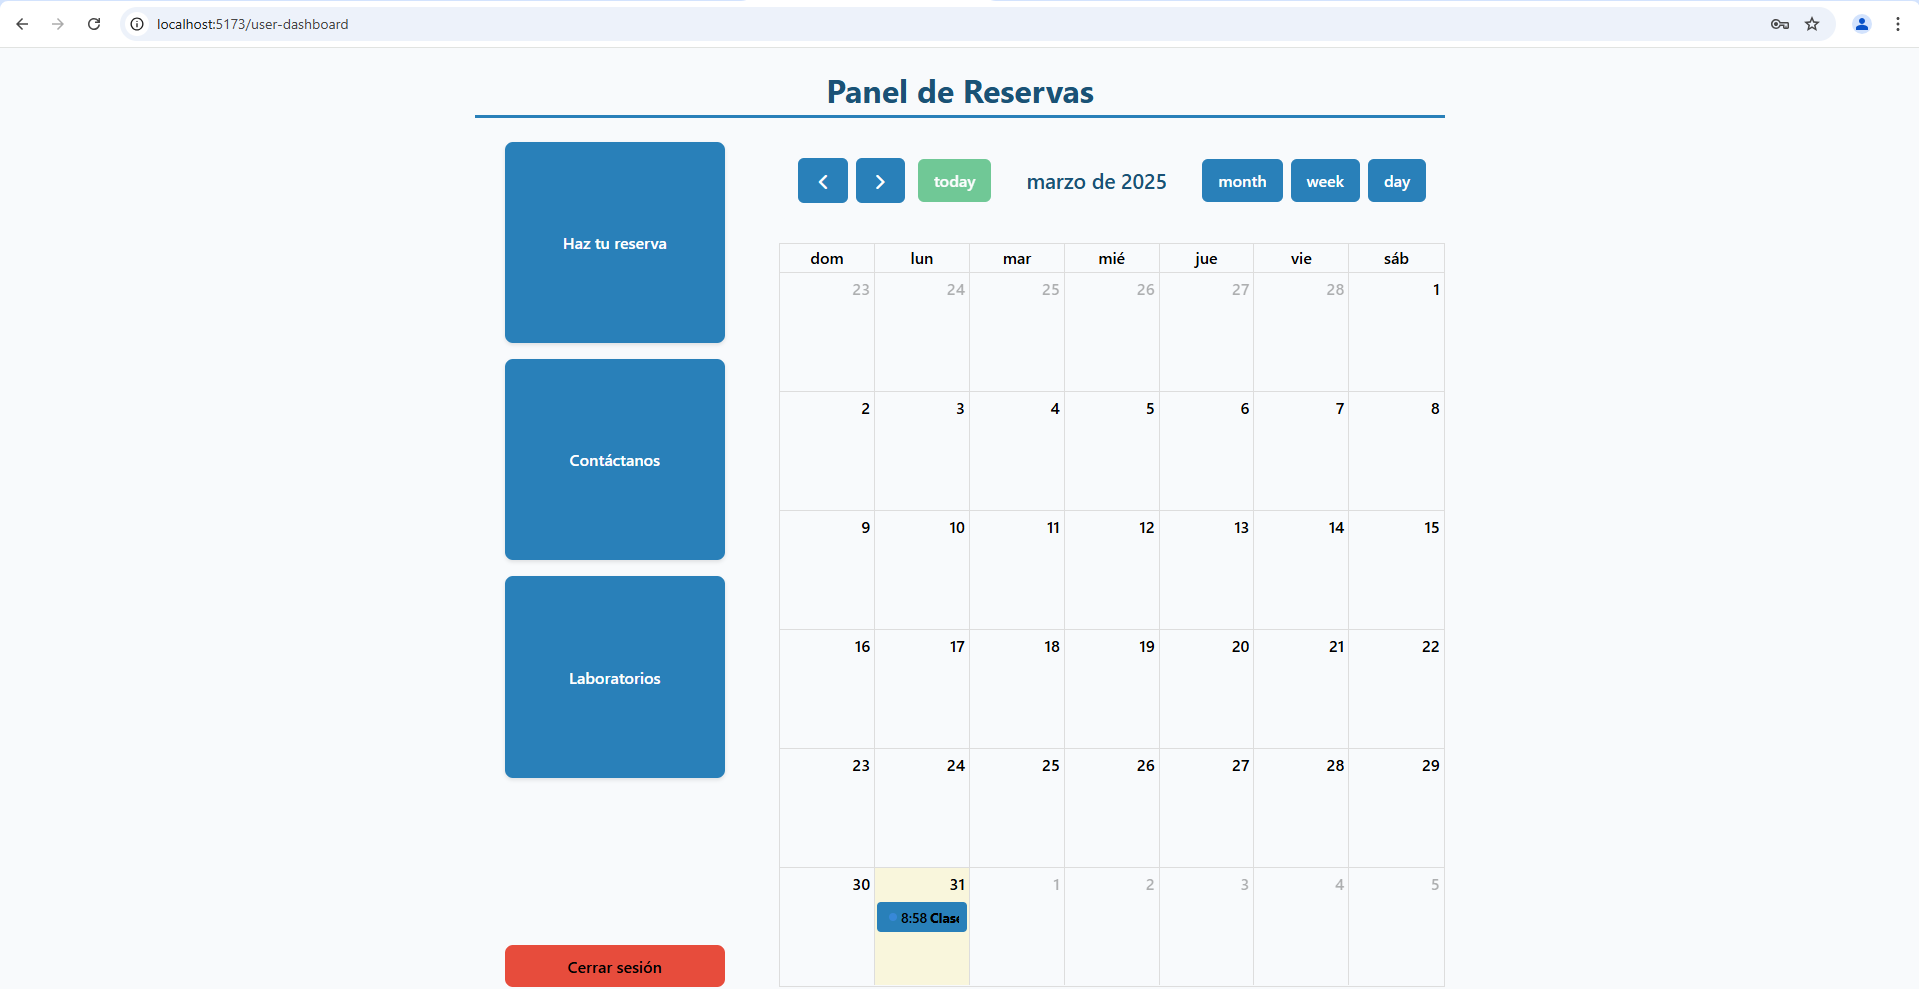 localhost:5173/user-dashboard
Panel de Reservas
Haz tu reserva
Contáctanos
Laboratorios
Cerrar sesión
today
marzo de 2025
month week day
dom lun mar mié jue vie sáb
23 24 25 26 27 28 1
2 3 4 5 6 7 8
9 10 11 12 13 14 15
16 17 18 19 20 21 22
23 24 25 26 27 28 29
30 31 1 2 3 4 5
8:58